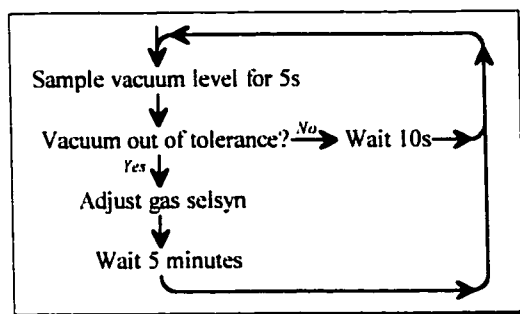 Sample vacuum level for 5s
Vacuum out of tolerance? No Wait 10s
Yes
Adjust gas selsyn
Wait 5 minutes